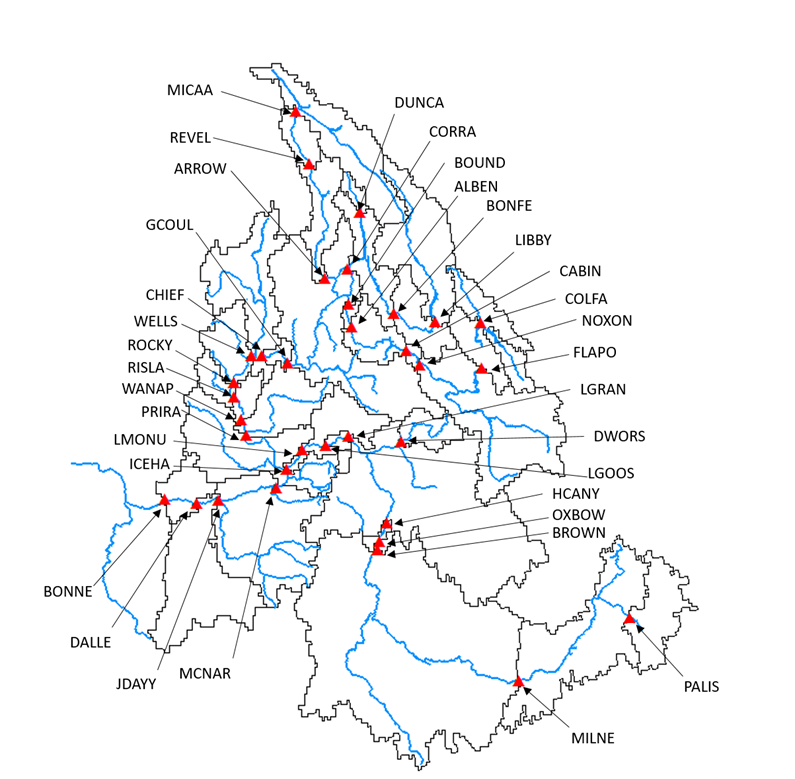 MICAA
DUNCA
CORRA
REVEL
BOUND
ARROW
ALBEN
BONFE
GCOUL
LIBBY
CABIN
CHIEF
COLFA
WELLS
NOXON
ROCKY
FLAPO
RISLA
WANAP
LGRAN
PRIRA
LMONU
DWORS
ICEHA
LGOOS
HCANY
OXBOW
BROWN
BONNE
DALLE
JDAYY
MCNAR
PALIS
MILNE